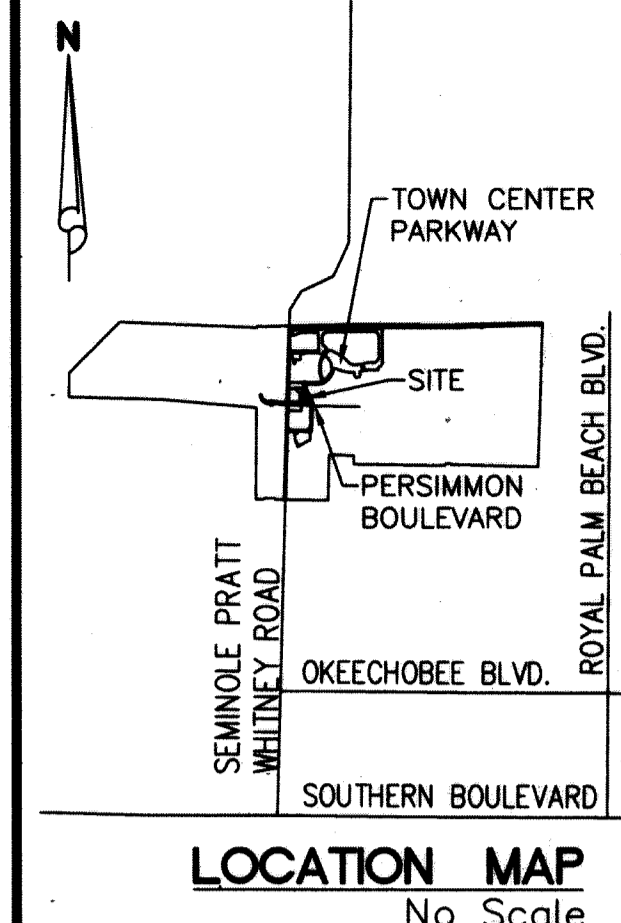 N
TOWN CENTER
PARKWAY
SITE
PERSIMMON
BOULEVARD
ROYAL PALM BEACH BLVD.
SEMINOLE PRATT
WHITNEY ROAD
OKEECHOBEE BLVD.
SOUTHERN BOULEVARD
LOCATION MAP
No Scale